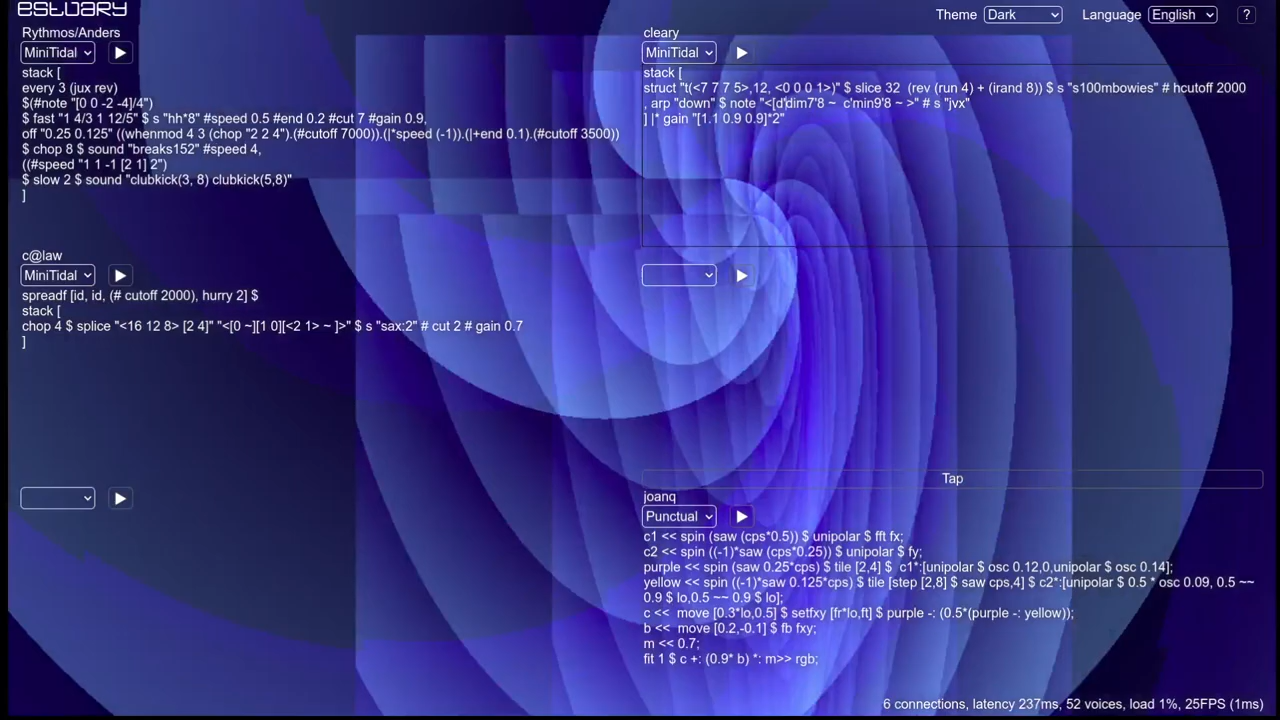 estuary
Theme Dark Language English ?
Rythmos/Anders
MiniTidal
stack [
every 3 (jux rev)
$(#note "[0 0 -2 -4]/4")
$ fast "1 4/3 1 12/5" $ s "hh*8" #speed 0.5 #end 0.2 #cut 7 #gain 0.9,
off "0.25 0.125" ((whenmod 4 3 (chop "2 2 4").(#cutoff 7000)).(|*speed (-1)).(|+end 0.1).(#cutoff 3500))
$ chop 8 $ sound "breaks152" #speed 4,
((#speed "1 1 -1 [2 1] 2")
$ slow 2 $ sound "clubkick(3, 8) clubkick(5,8)"
]
cleary
MiniTidal
stack [
struct "t(<7 7 7 5>,12, <0 0 0 1>)" $ slice 32  (rev (run 4) + (irand 8)) $ s "s100mbowies" # hcutoff 2000
, arp "down" $ note "<[d'dim7'8 ~  c'min9'8 ~ >" # s "jvx"
] |* gain "[1.1 0.9 0.9]*2"
c@law
MiniTidal
spreadf [id, id, (# cutoff 2000), hurry 2] $
stack [
chop 4 $ splice "<16 12 8> [2 4]" "<[0 ~][1 0][<2 1> ~ ]>" $ s "sax:2" # cut 2 # gain 0.7
]
Tap
joanq
Punctual
c1 << spin (saw (cps*0.5)) $ unipolar $ fft fx;
c2 << spin ((-1)*saw (cps*0.25)) $ unipolar $ fy;
purple << spin (saw 0.25*cps) $ tile [2,4] $  c1*:[unipolar $ osc 0.12,0,unipolar $ osc 0.14];
yellow << spin ((-1)*saw 0.125*cps) $ tile [step [2,8] $ saw cps,4] $ c2*:[unipolar $ 0.5 * osc 0.09, 0.5 ~~
0.9 $ lo,0.5 ~~ 0.9 $ lo];
c <<  move [0.3*lo,0.5] $ setfxy [fr*lo,ft] $ purple -: (0.5*(purple -: yellow));
b <<  move [0.2,-0.1] $ fb fxy;
m << 0.7;
fit 1 $ c +: (0.9* b) *: m>> rgb;
6 connections, latency 237ms, 52 voices, load 1%, 25FPS (1ms)